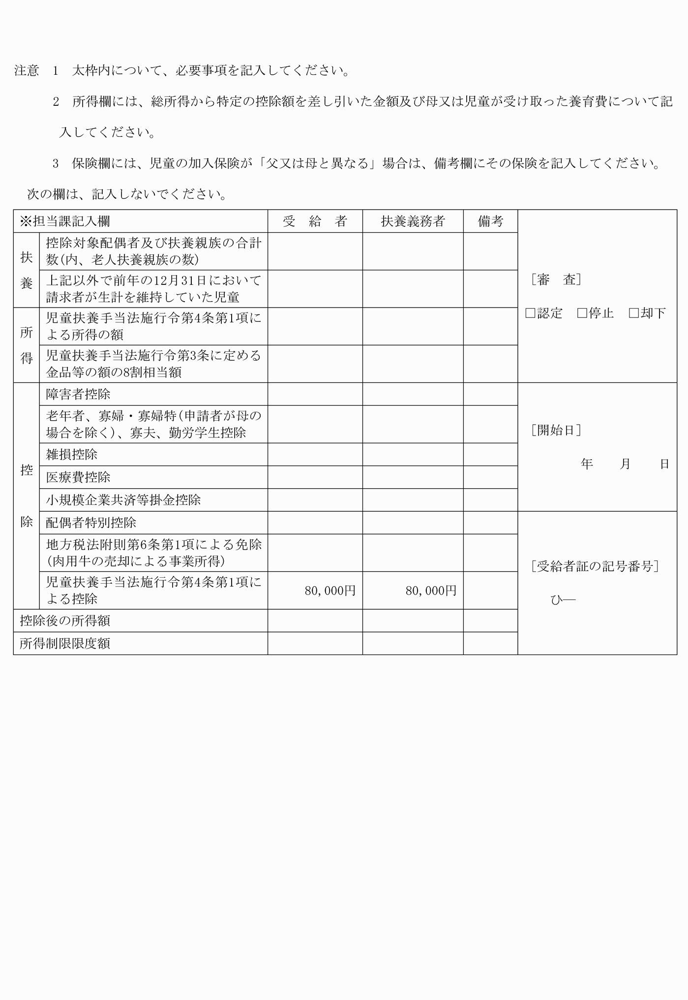 注意　1　太枠内について、必要事項を記入してください。
2　所得欄には、総所得から特定の控除額を差し引いた金額及び母又は児童が受け取った養育費について記
入してください。
3　保険欄には、児童の加入保険が「父又は母と異なる」場合は、備考欄にその保険を記入してください。
次の欄は、記入しないでください。
※担当課記入欄　受　給　者　扶養義務者　備考
扶養
控除対象配偶者及び扶養親族の合計
数(内、老人扶養親族の数)
上記以外で前年の12月31日において
請求者が生計を維持していた児童
所得
児童扶養手当法施行令第4条第1項に
よる所得の額
児童扶養手当法施行令第3条に定める
金品等の額の8割相当額
［審　査］
□認定　□停止　□却下
控除
障害者控除
老年者、寡婦・寡婦特(申請者が母の
場合を除く)、寡夫、勤労学生控除
雑損控除
医療費控除
小規模企業共済等掛金控除
［開始日］
年　　月　　日
配偶者特別控除
地方税法附則第6条第1項による免除
(肉用牛の売却による事業所得)
児童扶養手当法施行令第4条第1項に
よる控除
80,000円　80,000円
控除後の所得額
所得制限限度額
［受給者証の記号番号］
ひ―